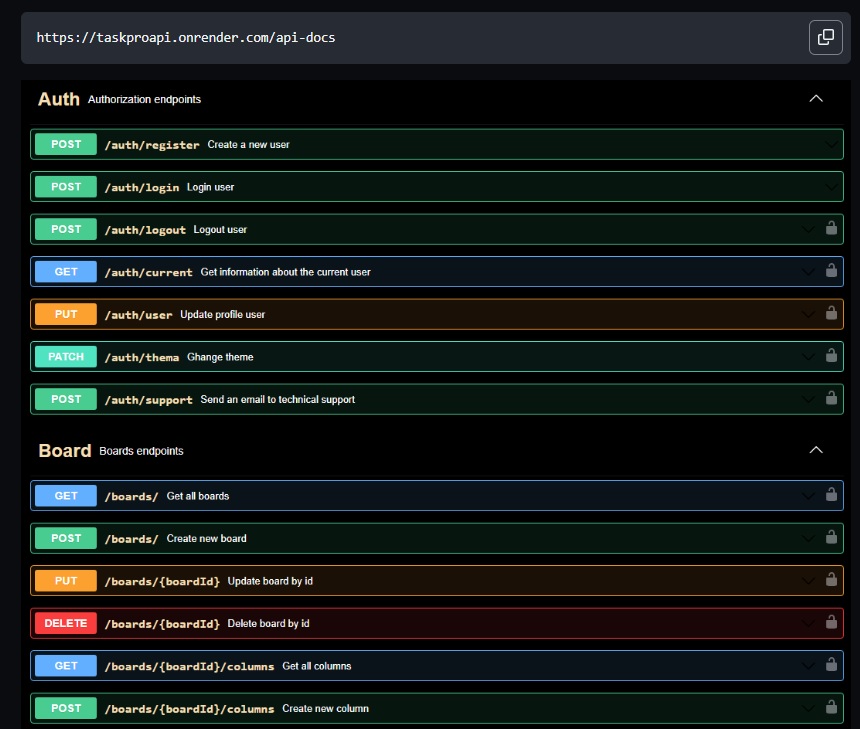 https://taskproapi.onrender.com/api-docs
Auth Authorization endpoints
POST /auth/register Create a new user
POST /auth/login Login user
POST /auth/logout Logout user
GET /auth/current Get information about the current user
PUT /auth/user Update profile user
PATCH /auth/thema Ghange theme
POST /auth/support Send an email to technical support
Board Boards endpoints
GET /boards/ Get all boards
POST /boards/ Create new board
PUT /boards/{boardId} Update board by id
DELETE /boards/{boardId} Delete board by id
GET /boards/{boardId}/columns Get all columns
POST /boards/{boardId}/columns Create new column